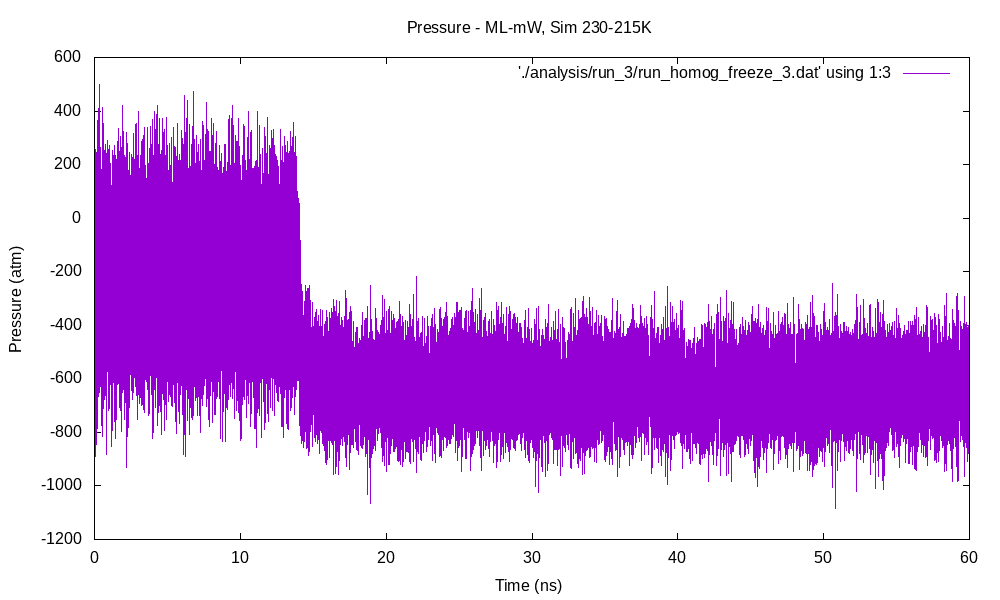 Pressure - ML-mW, Sim 230-215K
'./analysis/run_3/run_homog_freeze_3.dat' using 1:3
600
400
200
0
-200
-400
-600
-800
-1000
-1200
Pressure (atm)
0 10 20 30 40 50 60
Time (ns)